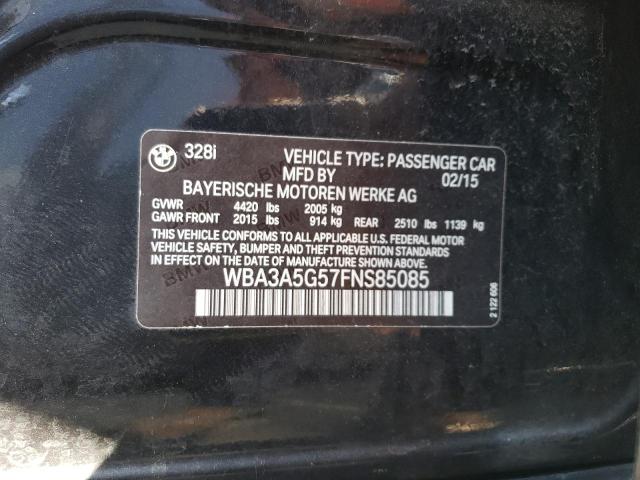 328i VEHICLE TYPE: PASSENGER CAR
MFD BY 02/15
BAYERISCHE MOTOREN WERKE AG
GVWR 4420 lbs 2005 kg
GAWR FRONT 2015 lbs 914 kg REAR 2510 lbs 1139 kg
THIS VEHICLE CONFORMS TO ALL APPLICABLE U.S. FEDERAL MOTOR
VEHICLE SAFETY, BUMPER AND THEFT PREVENTION STANDARDS IN
EFFECT ON THE DATE OF MANUFACTURE SHOWN ABOVE.
WBA3A5G57FNS85085
2 122 606